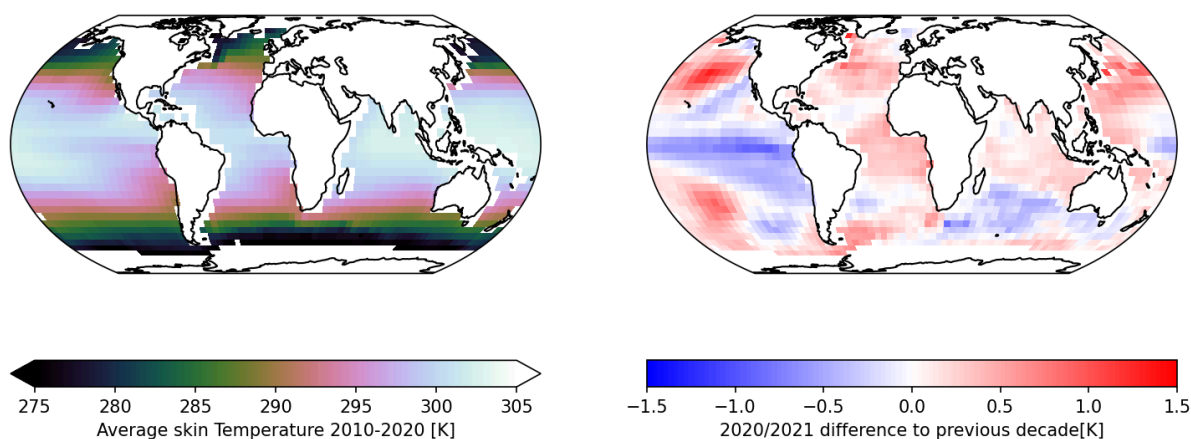 275 280 285 290 295 300 305
Average skin Temperature 2010-2020 [K]
−1.5 −1.0 −0.5 0.0 0.5 1.0 1.5
2020/2021 difference to previous decade[K]